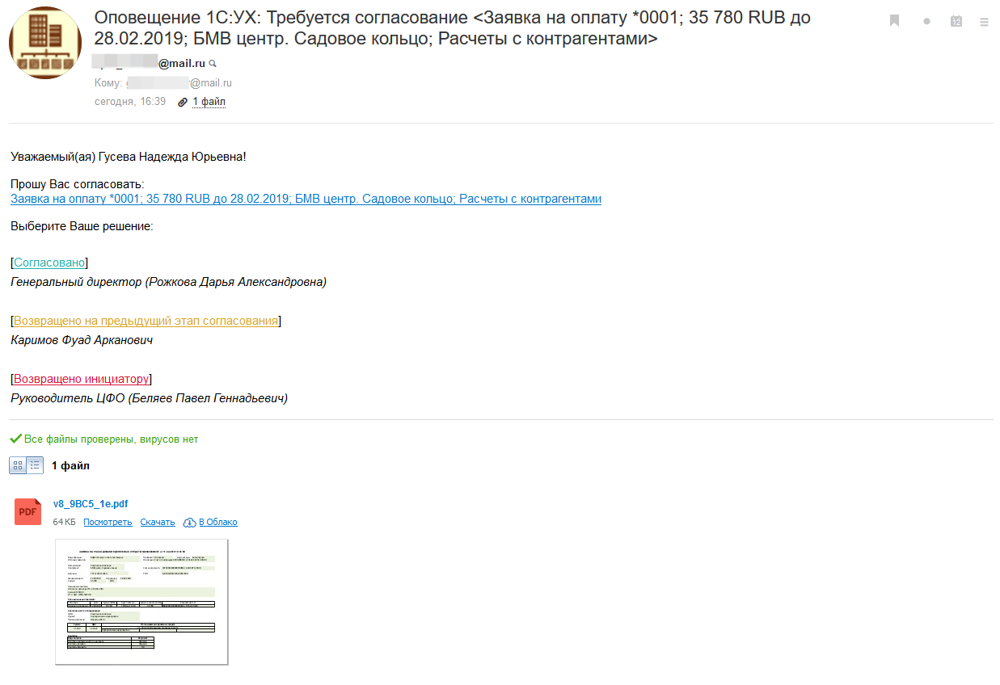 Оповещение 1С:УХ: Требуется согласование <Заявка на оплату *0001; 35 780 RUB до
28.02.2019; БМВ центр. Садовое кольцо; Расчеты с контрагентами>
12
@mail.ru
Кому: @mail.ru
сегодня, 16:39 1 файл
Уважаемый(ая) Гусева Надежда Юрьевна!
Прошу Вас согласовать:
Заявка на оплату *0001; 35 780 RUB до 28.02.2019; БМВ центр. Садовое кольцо; Расчеты с контрагентами
Выберите Ваше решение:
[Согласовано]
Генеральный директор (Рожкова Дарья Александровна)
[Возвращено на предыдущий этап согласования]
Каримов Фуад Арканович
[Возвращено инициатору]
Руководитель ЦФО (Беляев Павел Геннадьевич)
Все файлы проверены, вирусов нет
1 файл
PDF
v8_9BC5_1e.pdf
64 КБ Посмотреть Скачать В Облако